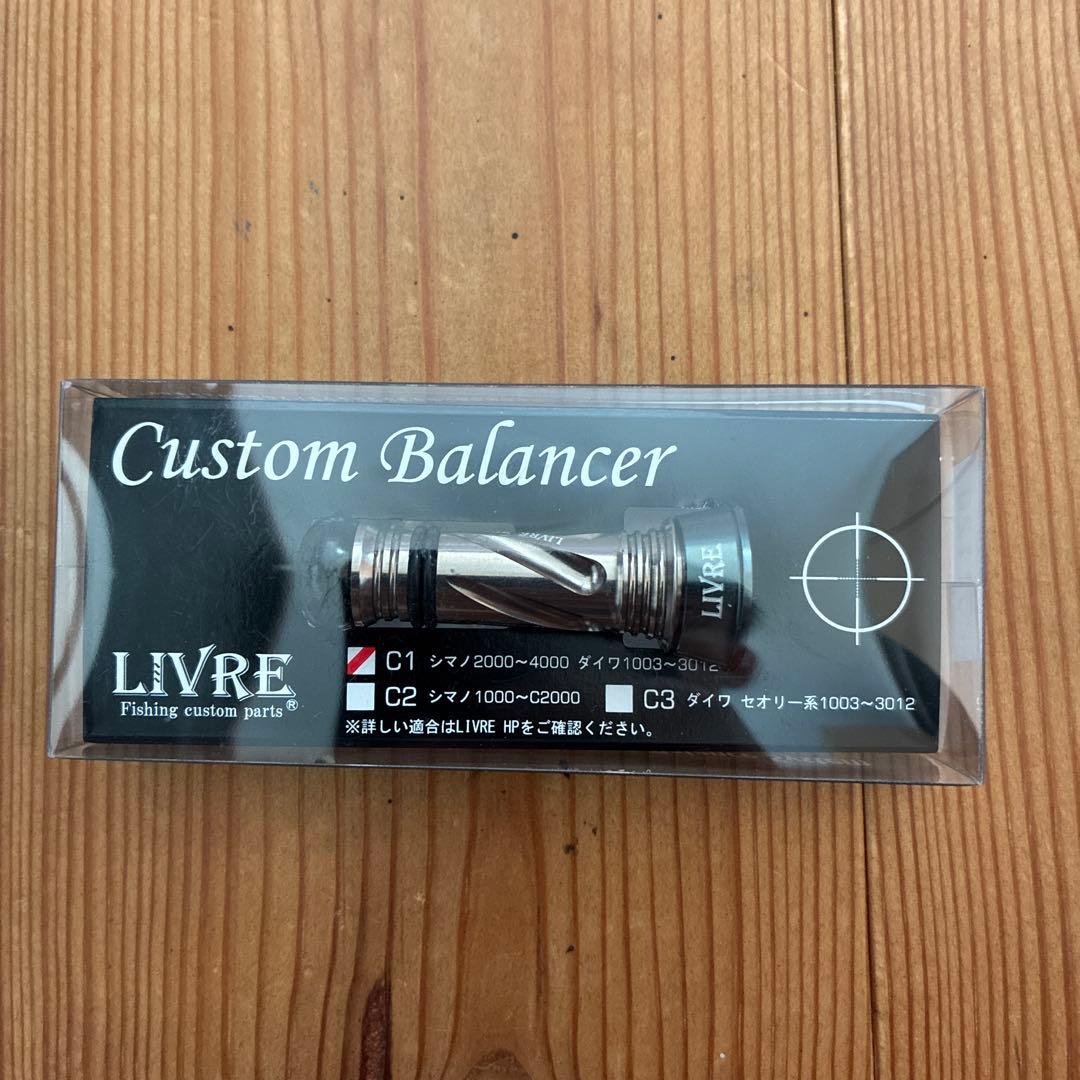 Custom Balancer
LIVRE
LIVRE
LIVRE
Fishing custom parts®
C1 シマノ2000～4000 ダイワ1003～3012
C2 シマノ1000～C2000
C3 ダイワ セオリー系1003～3012
※詳しい適合はLIVRE HPをご確認ください。